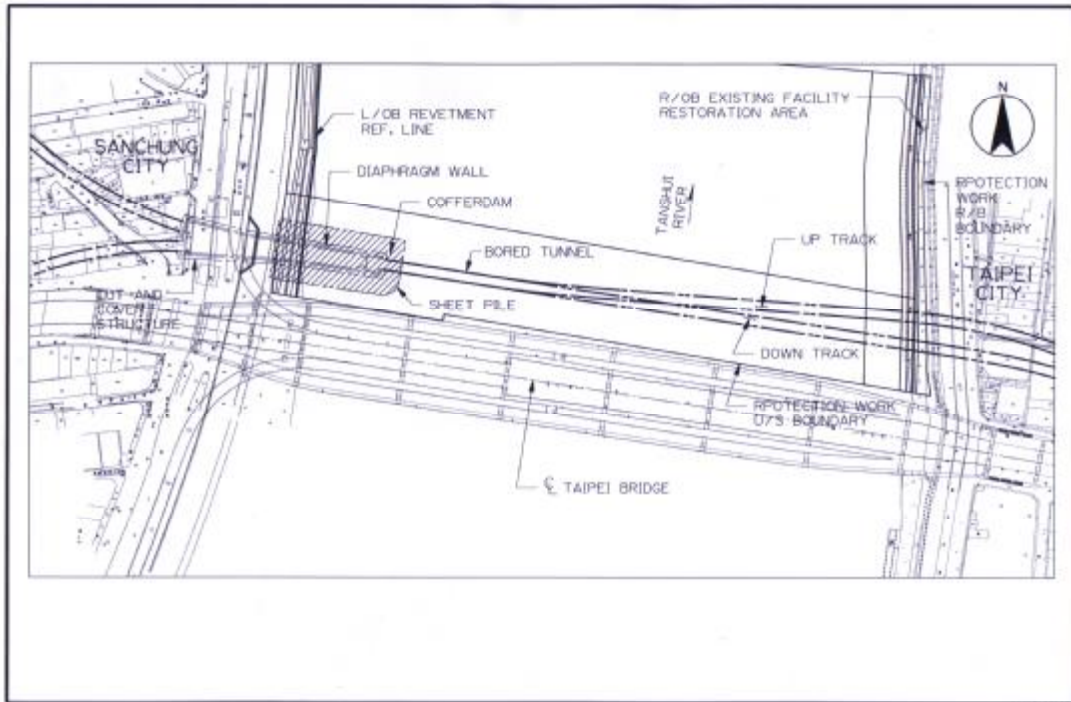 N
L/OB REVETMENT
REF. LINE
R/OB EXISTING FACILITY
RESTORATION AREA
SANCHUNG
CITY
DIAPHRAGM WALL
COFFERDAM
TANSHUI
RIVER
RPOTECTION
WORK
R/B
BOUNDARY
UP TRACK
BORED TUNNEL
TAIPEI
CITY
CUT AND
COVER
STRUCTURE
SHEET PILE
DOWN TRACK
RPOTECTION WORK
U/S BOUNDARY
℄ TAIPEI BRIDGE